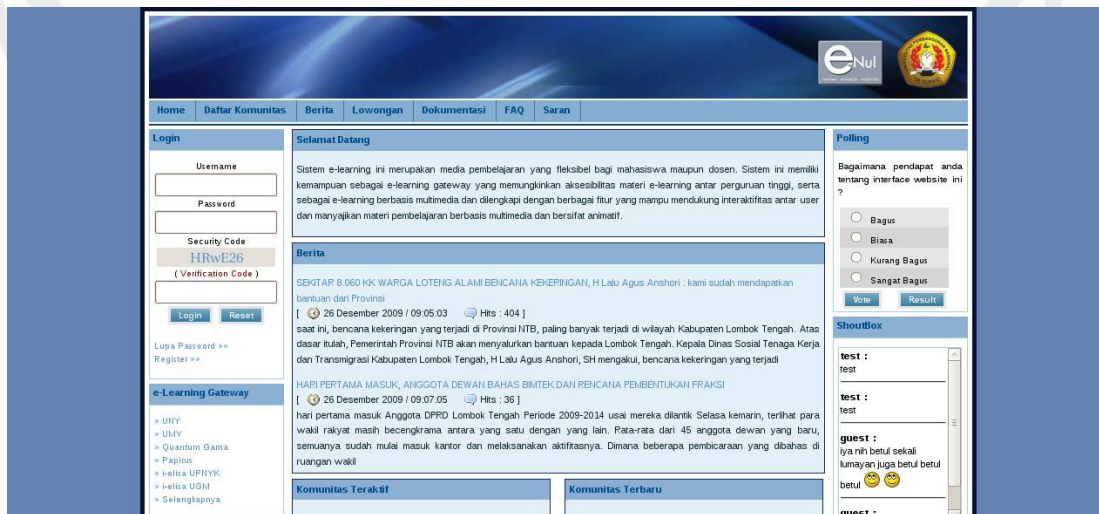 eNul
Home Daftar Komunitas Berita Lowongan Dokumentasi FAQ Saran
Login
Username
Password
Security Code
HRwE26
( Verification Code )
Login Reset
Lupa Password »»
Register »»
e-Learning Gateway
» UNY
» UMY
» Quantum Gama
» Papirus
» i-elisa UPNYK
» i-elisa UGM
» Selengkapnya
Selamat Datang
Sistem e-learning ini merupakan media pembelajaran yang fleksibel bagi mahasiswa maupun dosen. Sistem ini memiliki
kemampuan sebagai e-learning gateway yang memungkinkan aksesibilitas materi e-learning antar perguruan tinggi, serta
sebagai e-learning berbasis multimedia dan dilengkapi dengan berbagai fitur yang mampu mendukung interaktifitas antar user
dan manyajikan materi pembelajaran berbasis multimedia dan bersifat animatif.
Berita
SEKITAR 8.060 KK WARGA LOTENG ALAMI BENCANA KEKERINGAN, H Lalu Agus Anshori : kami sudah mendapatkan
bantuan dari Provinsi
[ 26 Desember 2009 / 09:05:03 Hits : 404 ]
saat ini, bencana kekeringan yang terjadi di Provinsi NTB, paling banyak terjadi di wilayah Kabupaten Lombok Tengah. Atas
dasar itulah, Pemerintah Provinsi NTB akan menyalurkan bantuan kepada Lombok Tengah. Kepala Dinas Sosial Tenaga Kerja
dan Transmigrasi Kabupaten Lombok Tengah, H Lalu Agus Anshori, SH mengakui, bencana kekeringan yang terjadi
HARI PERTAMA MASUK, ANGGOTA DEWAN BAHAS BIMTEK DAN RENCANA PEMBENTUKAN FRAKSI
[ 26 Desember 2009 / 09:07:05 Hits : 36 ]
hari pertama masuk Anggota DPRD Lombok Tengah Periode 2009-2014 usai mereka dilantik Selasa kemarin, terlihat para
wakil rakyat masih becengkrama antara yang satu dengan yang lain. Rata-rata dari 45 anggota dewan yang baru,
semuanya sudah mulai masuk kantor dan melaksanakan aktifitasnya. Dimana beberapa pembicaraan yang dibahas di
ruangan wakil
Komunitas Teraktif
Komunitas Terbaru
Polling
Bagaimana pendapat anda
tentang interface website ini
?
Bagus
Biasa
Kurang Bagus
Sangat Bagus
Vote Result
ShoutBox
test :
test
test :
test
guest :
iya nih betul sekali
lumayan juga betul betul
betul
guest :